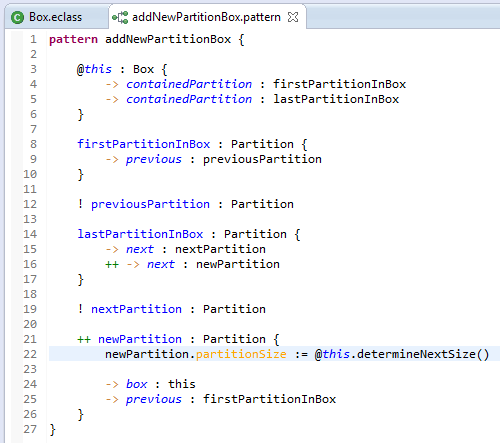 Box.eclass addNewPartitionBox.pattern
1 pattern addNewPartitionBox {
2
3 @this : Box {
4 -> containedPartition : firstPartitionInBox
5 -> containedPartition : lastPartitionInBox
6 }
7
8 firstPartitionInBox : Partition {
9 -> previous : previousPartition
10 }
11
12 ! previousPartition : Partition
13
14 lastPartitionInBox : Partition {
15 -> next : nextPartition
16 ++ -> next : newPartition
17 }
18
19 ! nextPartition : Partition
20
21 ++ newPartition : Partition {
22 newPartition.partitionSize := @this.determineNextSize()
23
24 -> box : this
25 -> previous : firstPartitionInBox
26 }
27 }